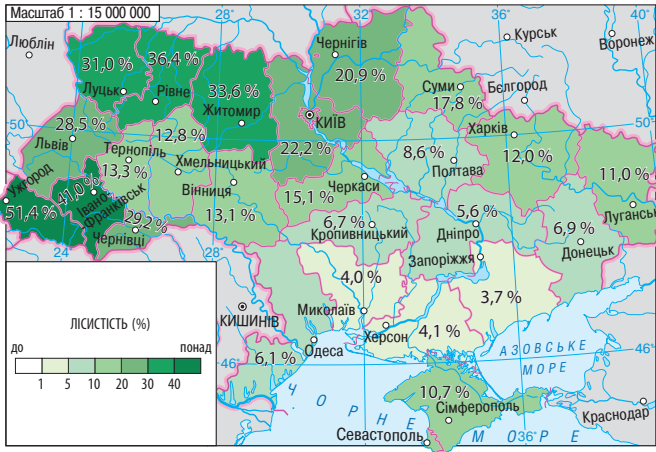 Масштаб 1 : 15 000 000
28°
32°
36°
40°
Люблін
Чернігів
Курськ
Воронеж
31,0 %
36,4 %
33,6 %
20,9 %
Луцьк
Рівне
Житомир
Суми
17,8 %
Бєлгород
50°
КИЇВ
50°
28,5 %
Львів
12,8 %
Тернопіль
13,3 %
Хмельницький
22,2 %
8,6 %
Полтава
Харків
12,0 %
11,0 %
Ужгород
51,4 %
41,0 %
Івано-
Франківськ
Вінниця
13,1 %
15,1 %
Черкаси
Луганськ
29,2 %
Чернівці
6,7 %
Кропивницький
5,6 %
Дніпро
6,9 %
Донецьк
24°
28°
Запоріжжя
4,0 %
3,7 %
Миколаїв
КИШИНІВ
Херсон
4,1 %
ЛІСИСТІСТЬ (%)
до
понад
1 5 10 20 30 40
Одеса
6,1 %
46°
46°
АЗОВСЬКЕ
МОРЕ
10,7 %
Сімферополь
Краснодар
Севастополь
ЧОРНЕ МОРЕ
32°
36°